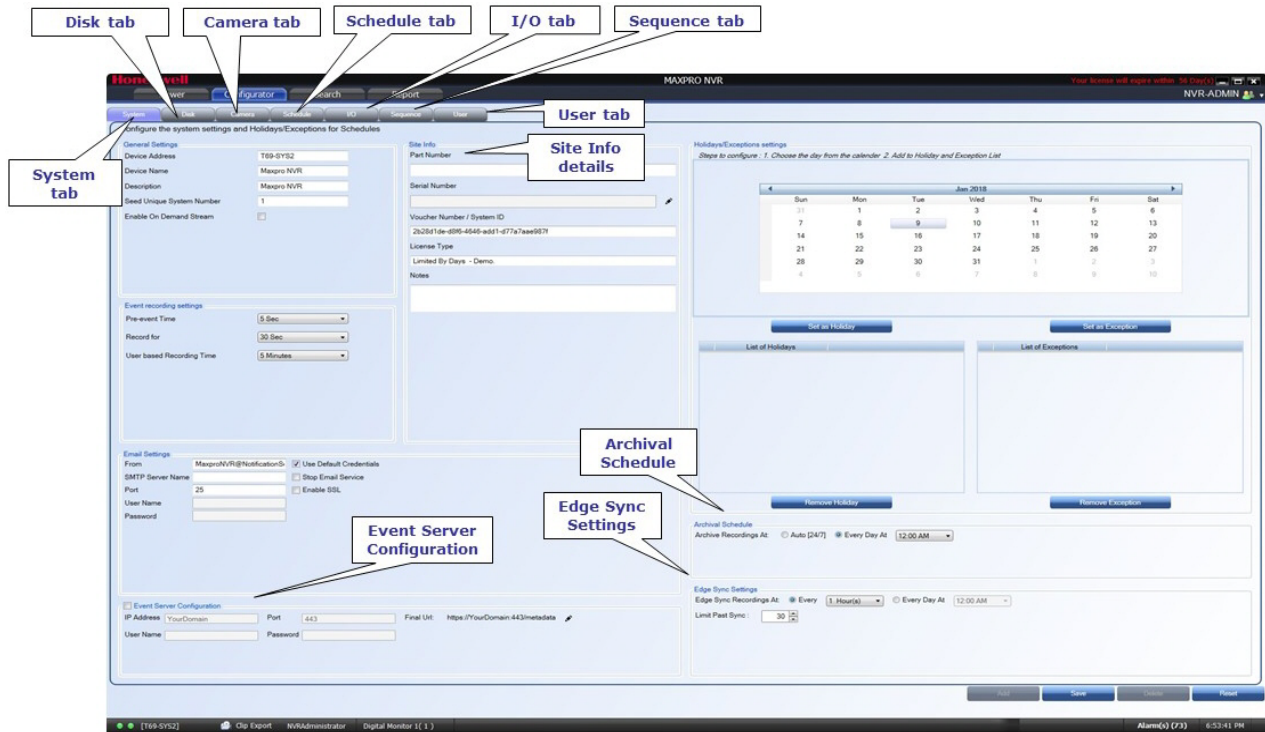 Disk tab
Camera tab
Schedule tab
I/O tab
Sequence tab
Honeywell
MAXPRO NVR
Your license will expire within 56 Day(s)
Configurator
Search
Report
NVR-ADMIN
System
Disk
Camera
Schedule
I/O
Sequence
User
User tab
System tab
Site Info details
Configure the system settings and Holidays/Exceptions for Schedules
General Settings
Device Address T69-SYS2
Device Name Maxpro NVR
Description Maxpro NVR
Seed Unique System Number 1
Enable On Demand Stream
Event recording settings
Pre-event Time 5 Sec
Record for 30 Sec
User based Recording Time 5 Minutes
Site Info
Part Number
Serial Number
Voucher Number / System ID
2b28d1de-d8f6-4646-add1-d77a7aae987f
License Type
Limited By Days - Demo.
Notes
Holidays/Exceptions settings
Steps to configure : 1. Choose the day from the calender 2. Add to Holiday and Exception List
Jan 2018
Sun Mon Tue Wed Thu Fri Sat
31 1 2 3 4 5 6
7 8 9 10 11 12 13
14 15 16 17 18 19 20
21 22 23 24 25 26 27
28 29 30 31 1 2 3
4 5 6 7 8 9 10
Set as Holiday
Set as Exception
List of Holidays
List of Exceptions
Remove Holiday
Remove Exception
Email Settings
From MaxproNVR@NotificationS Use Default Credentials
SMTP Server Name Stop Email Service
Port 25 Enable SSL
User Name
Password
Archival Schedule
Edge Sync Settings
Event Server Configuration
Archival Schedule
Archive Recordings At: Auto [24/7] Every Day At 12:00 AM
Edge Sync Settings
Edge Sync Recordings At: Every 1 Hour(s) Every Day At 12:00 AM
Limit Past Sync : 30
Event Server Configuration
IP Address YourDomain Port 443 Final Url: https://YourDomain:443/metadata
User Name Password
Add
Save
Delete
Reset
[T69-SYS2] Clip Export NVRAdministrator Digital Monitor 1( 1 ) Alarm(s) (73) 6:53:41 PM